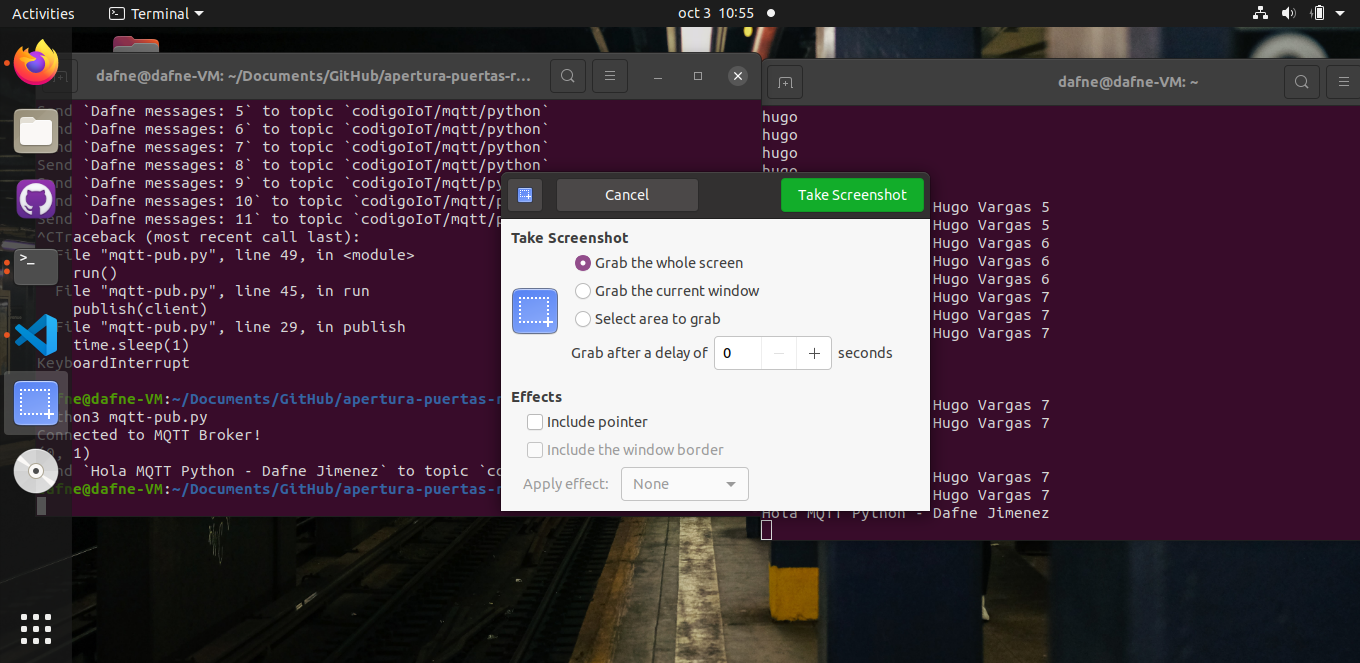 Activities
Terminal
oct 3 10:55
dafne@dafne-VM: ~/Documents/GitHub/apertura-puertas-r...
`Dafne messages: 5` to topic `codigoIoT/mqtt/python`
`Dafne messages: 6` to topic `codigoIoT/mqtt/python`
`Dafne messages: 7` to topic `codigoIoT/mqtt/python`
Send `Dafne messages: 8` to topic `codigoIoT/mqtt/python`
`Dafne messages: 9` to topic `codigoIoT/mqtt/py
`Dafne messages: 10` to topic `codigoIoT/mqtt/p
Send `Dafne messages: 11` to topic `codigoIoT/mqtt/p
^CTraceback (most recent call last):
File "mqtt-pub.py", line 49, in <module>
run()
File "mqtt-pub.py", line 45, in run
publish(client)
File "mqtt-pub.py", line 29, in publish
time.sleep(1)
KeyboardInterrupt
dafne@dafne-VM:~/Documents/GitHub/apertura-puertas-r
python3 mqtt-pub.py
Connected to MQTT Broker!
(0, 1)
`Hola MQTT Python - Dafne Jimenez` to topic `co
dafne@dafne-VM:~/Documents/GitHub/apertura-puertas-r
dafne@dafne-VM: ~
hugo
hugo
hugo
hugo
Hugo Vargas 5
Hugo Vargas 5
Hugo Vargas 6
Hugo Vargas 6
Hugo Vargas 6
Hugo Vargas 7
Hugo Vargas 7
Hugo Vargas 7
Hugo Vargas 7
Hugo Vargas 7
Hugo Vargas 7
Hugo Vargas 7
Hola MQTT Python - Dafne Jimenez
Cancel
Take Screenshot
Take Screenshot
Grab the whole screen
Grab the current window
Select area to grab
Grab after a delay of 0 seconds
Effects
Include pointer
Include the window border
Apply effect: None